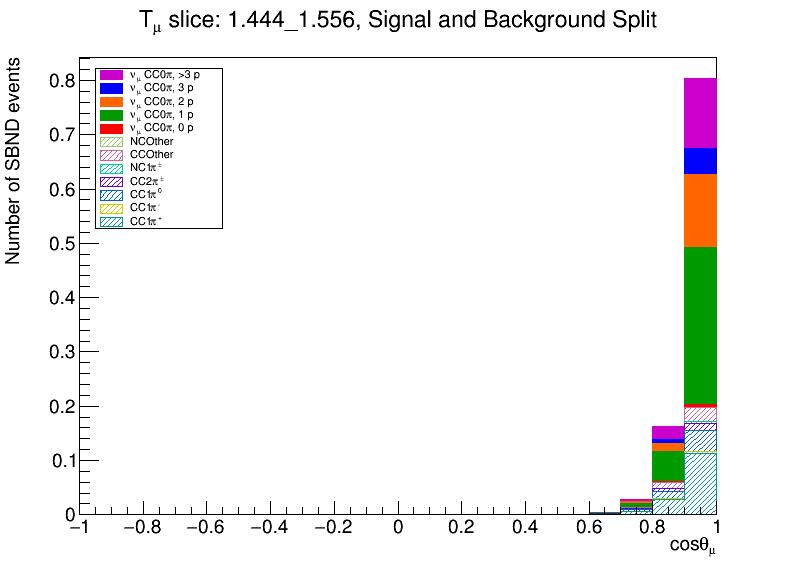 Tμ slice: 1.444_1.556, Signal and Background Split
Number of SBND events
νμ CC0π, >3 p
νμ CC0π, 3 p
νμ CC0π, 2 p
νμ CC0π, 1 p
νμ CC0π, 0 p
NCOther
CCOther
NC1π±
CC2π±
CC1π⁰
CC1π⁻
CC1π⁺
0.8
0.7
0.6
0.5
0.4
0.3
0.2
0.1
0
−1 −0.8 −0.6 −0.4 −0.2 0 0.2 0.4 0.6 0.8 1
cosθμ